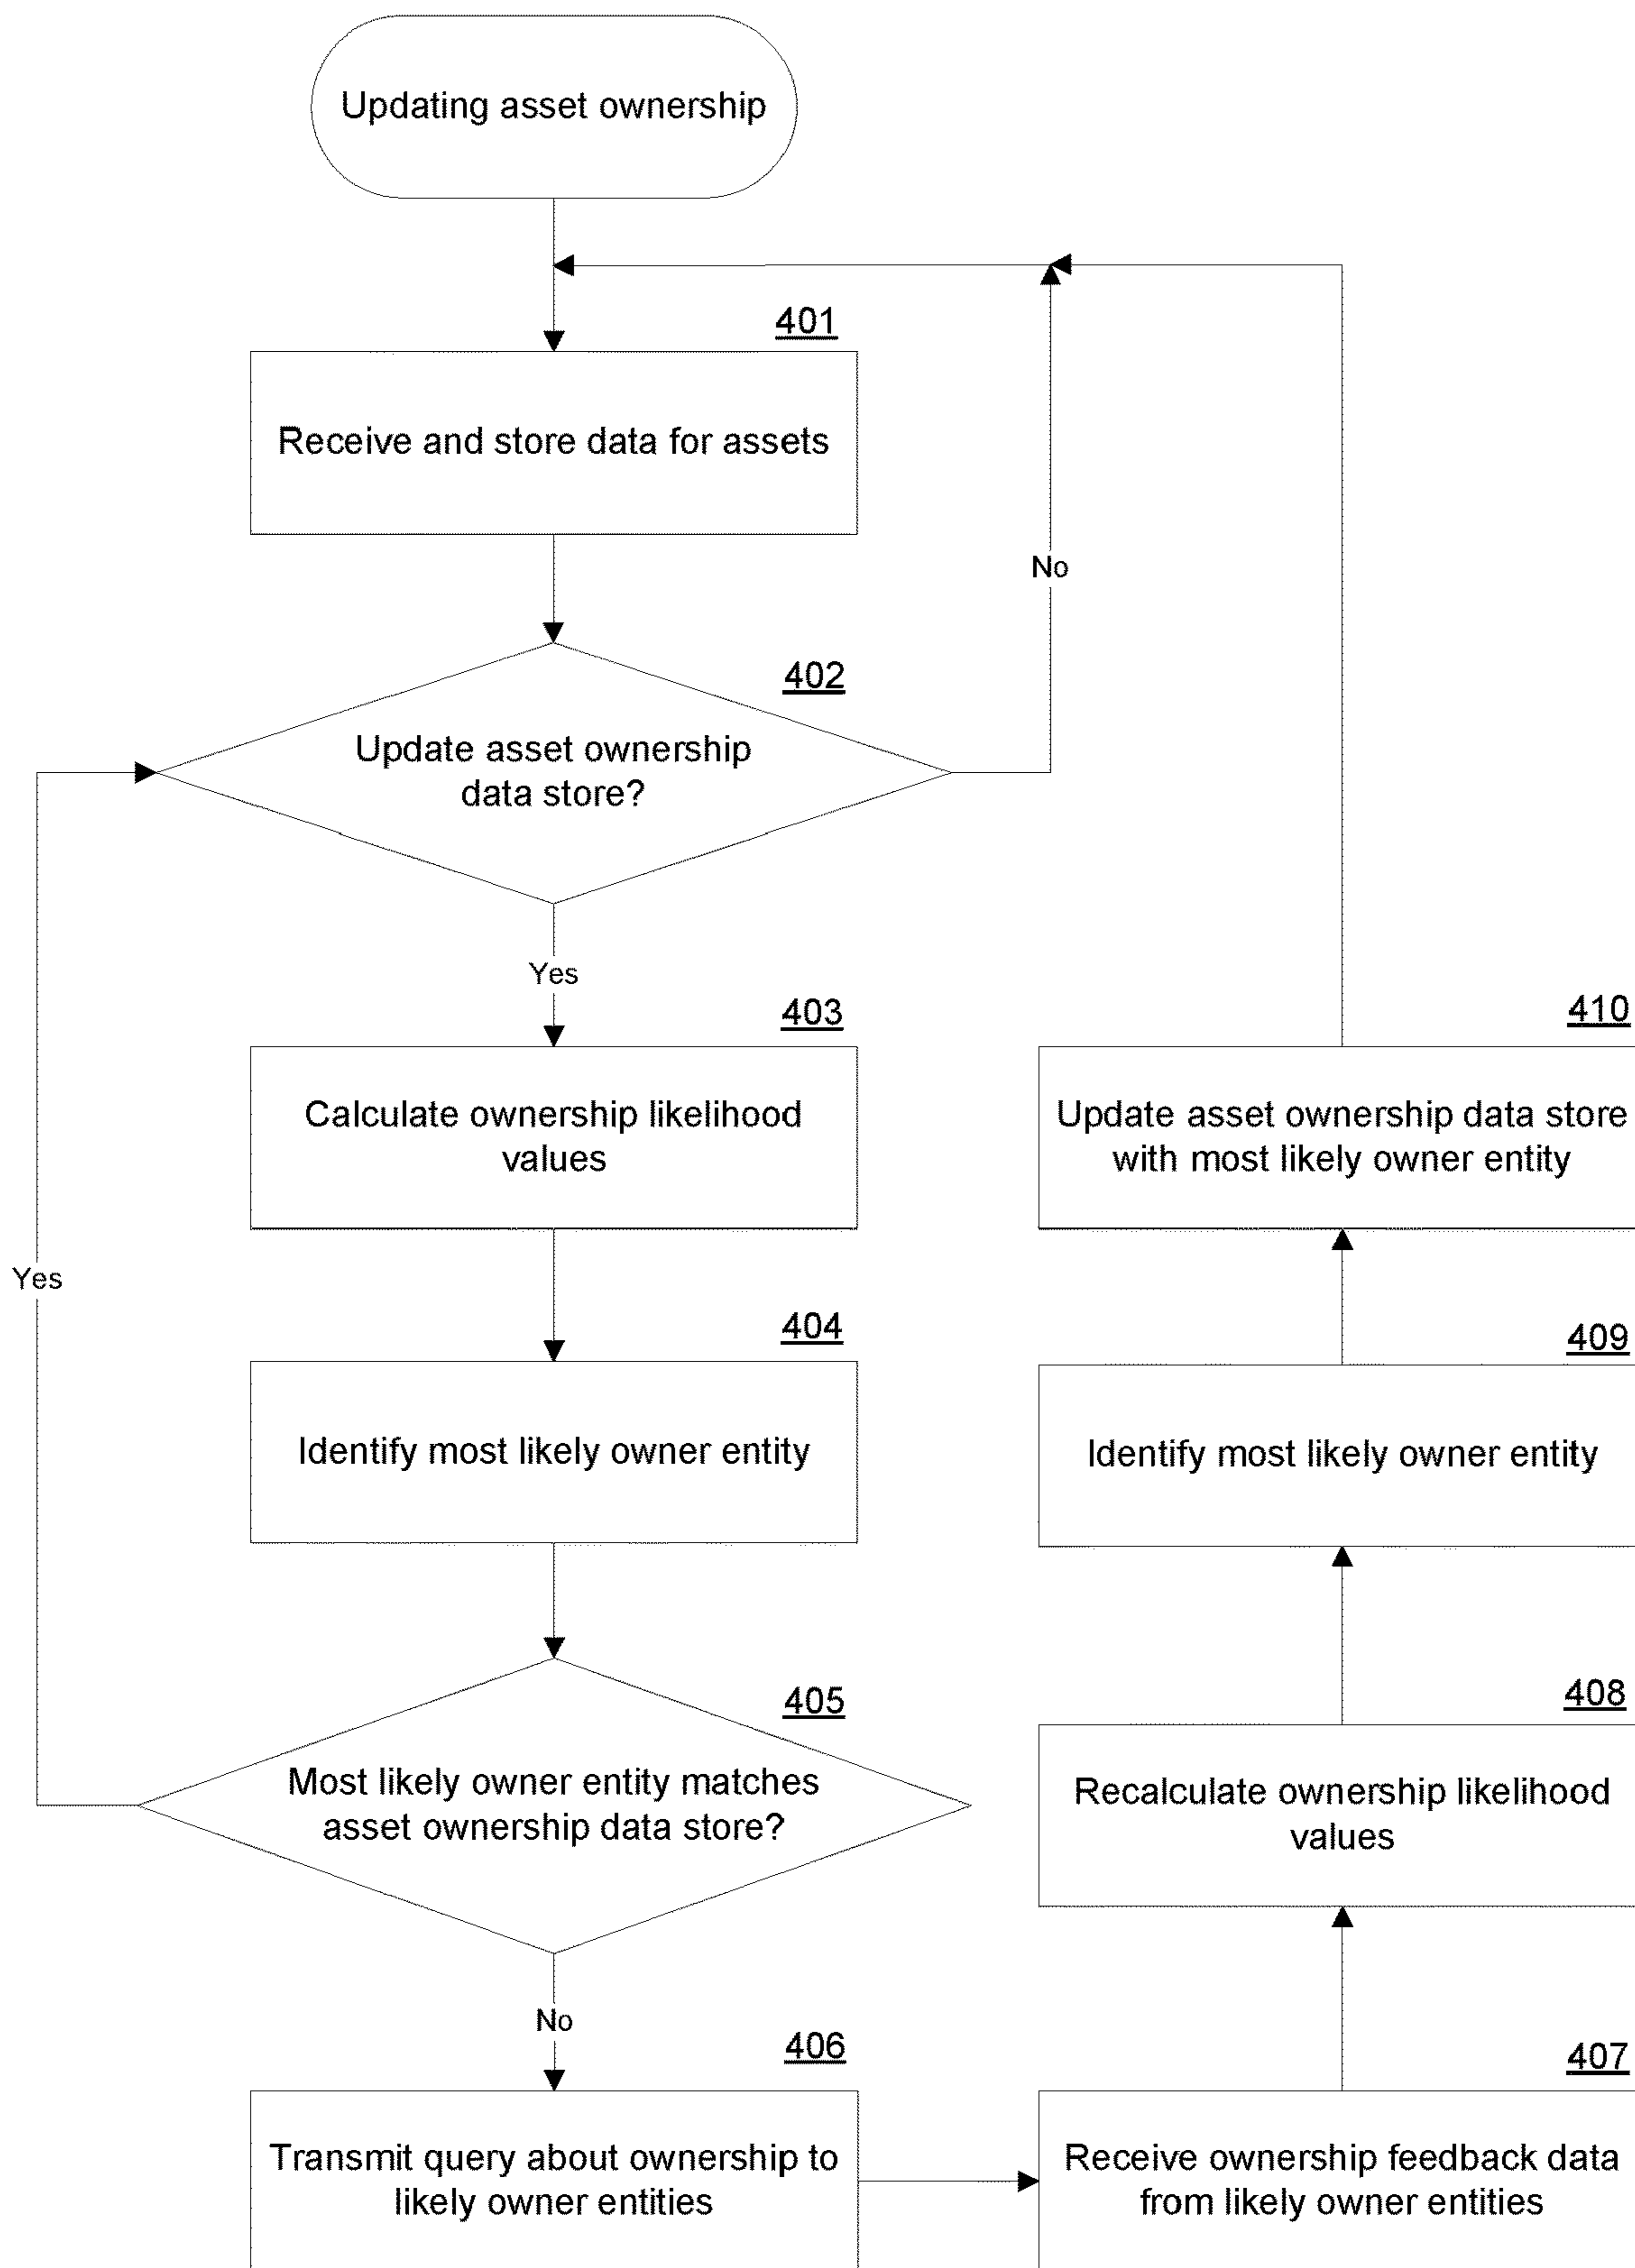 Updating asset ownership
401
Receive and store data for assets
No
402
Update asset ownership
data store?
Yes
403
Calculate ownership likelihood
values
Yes
404
Identify most likely owner entity
405
Most likely owner entity matches
asset ownership data store?
No
406
Transmit query about ownership to
likely owner entities
407
Receive ownership feedback data
from likely owner entities
408
Recalculate ownership likelihood
values
409
Identify most likely owner entity
410
Update asset ownership data store
with most likely owner entity